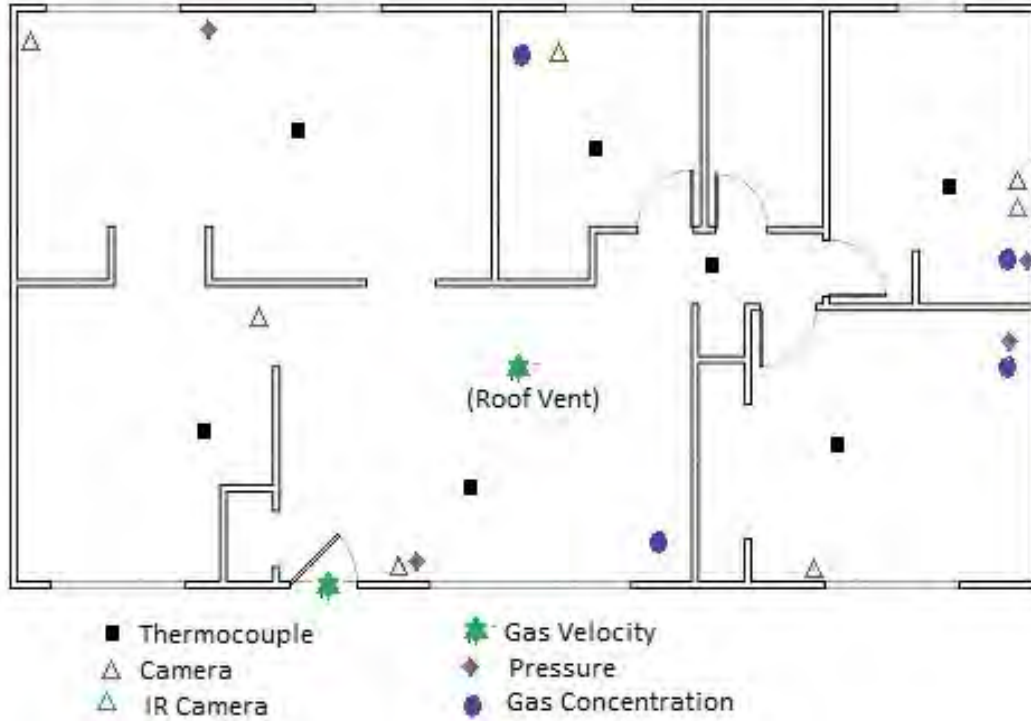 (Roof Vent)
Thermocouple
Camera
IR Camera
Gas Velocity
Pressure
Gas Concentration